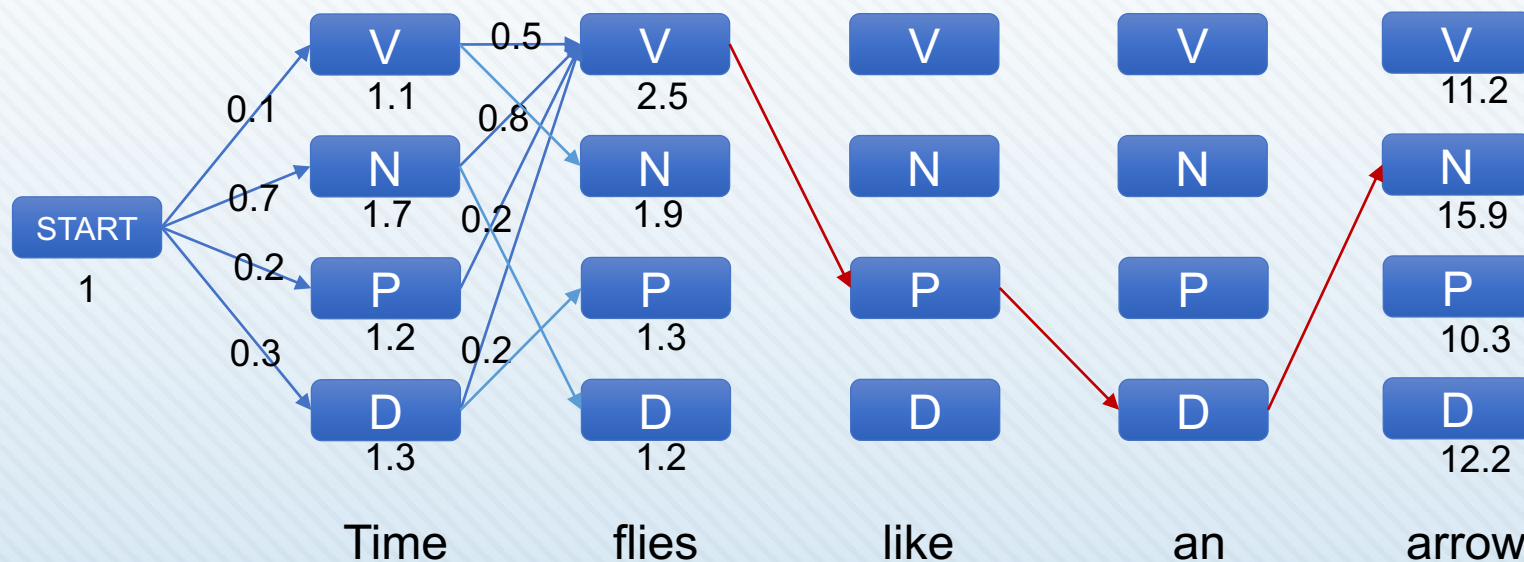 V V V V V
0.5
1.1 2.5 11.2
0.1
0.8
N N N N N
0.7
1.7 1.9 15.9
START
0.2
0.2
1
P P P P P
1.2 1.3 10.3
0.3
0.2
D D D D D
1.3 1.2 12.2
Time flies like an arrow